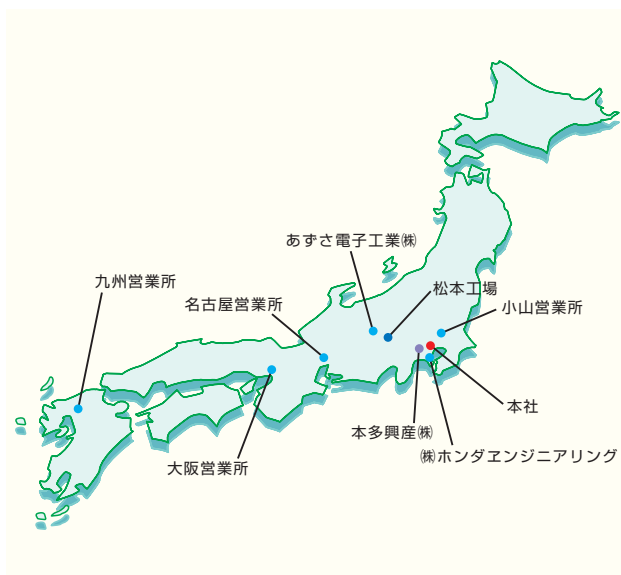 あずさ電子工業㈱
九州営業所
松本工場
名古屋営業所
小山営業所
本社
本多興産㈱
㈱ホンダヱンジニアリング
大阪営業所